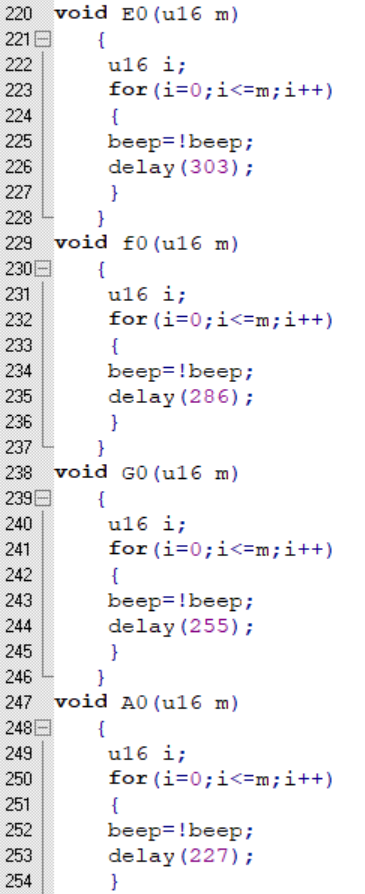 220 void E0(u16 m)
221 {
222 u16 i;
223 for(i=0;i<=m;i++)
224 {
225 beep=!beep;
226 delay(303);
227 }
228 }
229 void f0(u16 m)
230 {
231 u16 i;
232 for(i=0;i<=m;i++)
233 {
234 beep=!beep;
235 delay(286);
236 }
237 }
238 void G0(u16 m)
239 {
240 u16 i;
241 for(i=0;i<=m;i++)
242 {
243 beep=!beep;
244 delay(255);
245 }
246 }
247 void A0(u16 m)
248 {
249 u16 i;
250 for(i=0;i<=m;i++)
251 {
252 beep=!beep;
253 delay(227);
254 }